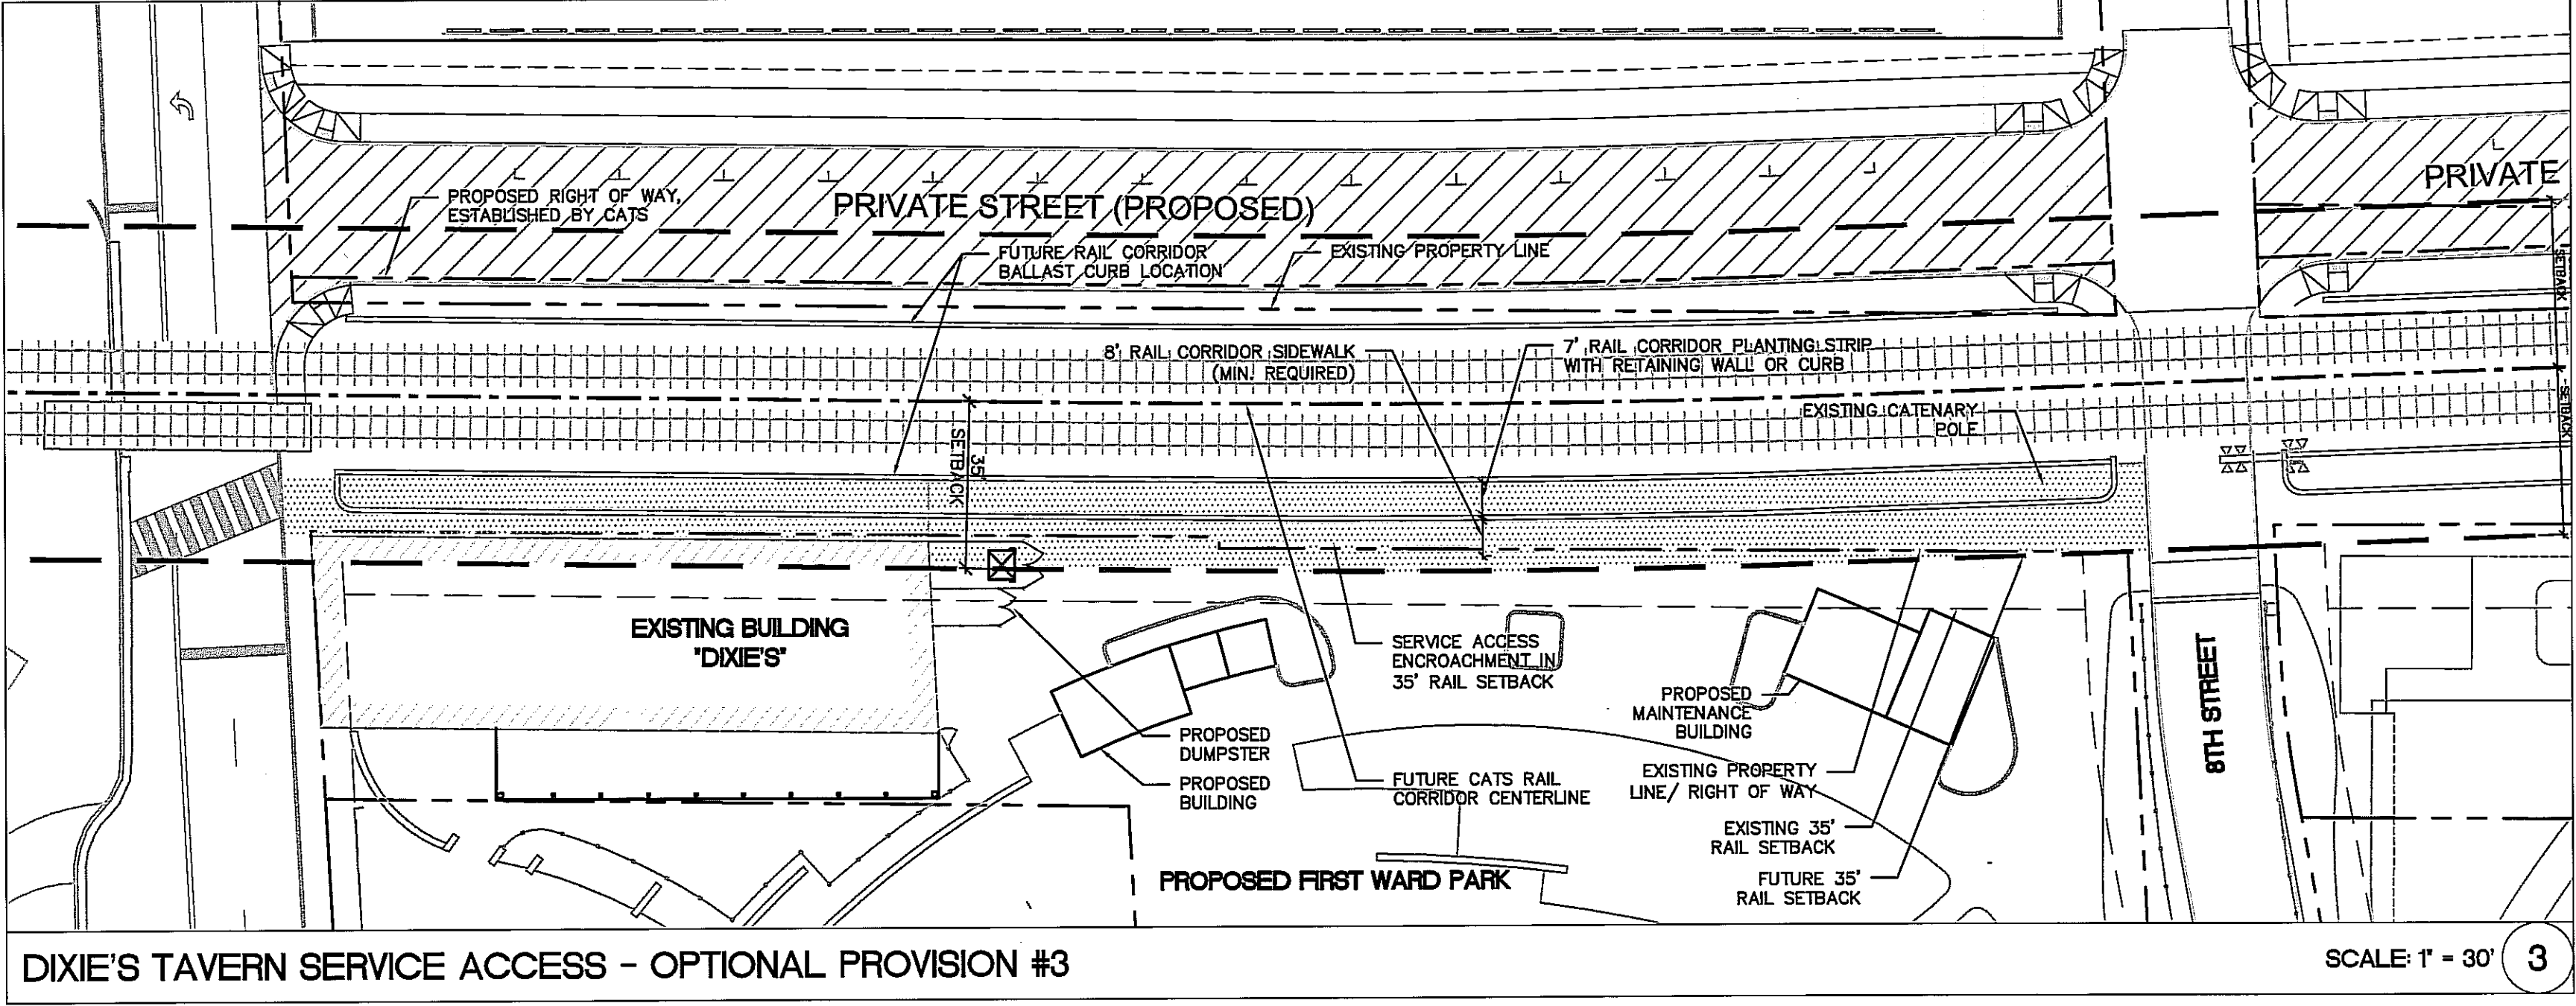 PROPOSED RIGHT OF WAY,
ESTABLISHED BY CATS
PRIVATE STREET (PROPOSED)
PRIVATE
FUTURE RAIL CORRIDOR
BALLAST CURB LOCATION
EXISTING PROPERTY LINE
SETBACK
8' RAIL CORRIDOR SIDEWALK
(MIN. REQUIRED)
7' RAIL CORRIDOR PLANTING STRIP
WITH RETAINING WALL OR CURB
SETBACK
EXISTING CATENARY
POLE
35'
SETBACK
EXISTING BUILDING
"DIXIE'S"
SERVICE ACCESS
ENCROACHMENT IN
35' RAIL SETBACK
PROPOSED
MAINTENANCE
BUILDING
8TH STREET
PROPOSED
DUMPSTER
PROPOSED
BUILDING
FUTURE CATS RAIL
CORRIDOR CENTERLINE
EXISTING PROPERTY
LINE/ RIGHT OF WAY
EXISTING 35'
RAIL SETBACK
FUTURE 35'
RAIL SETBACK
PROPOSED FIRST WARD PARK
DIXIE'S TAVERN SERVICE ACCESS - OPTIONAL PROVISION #3
SCALE: 1" = 30'
3